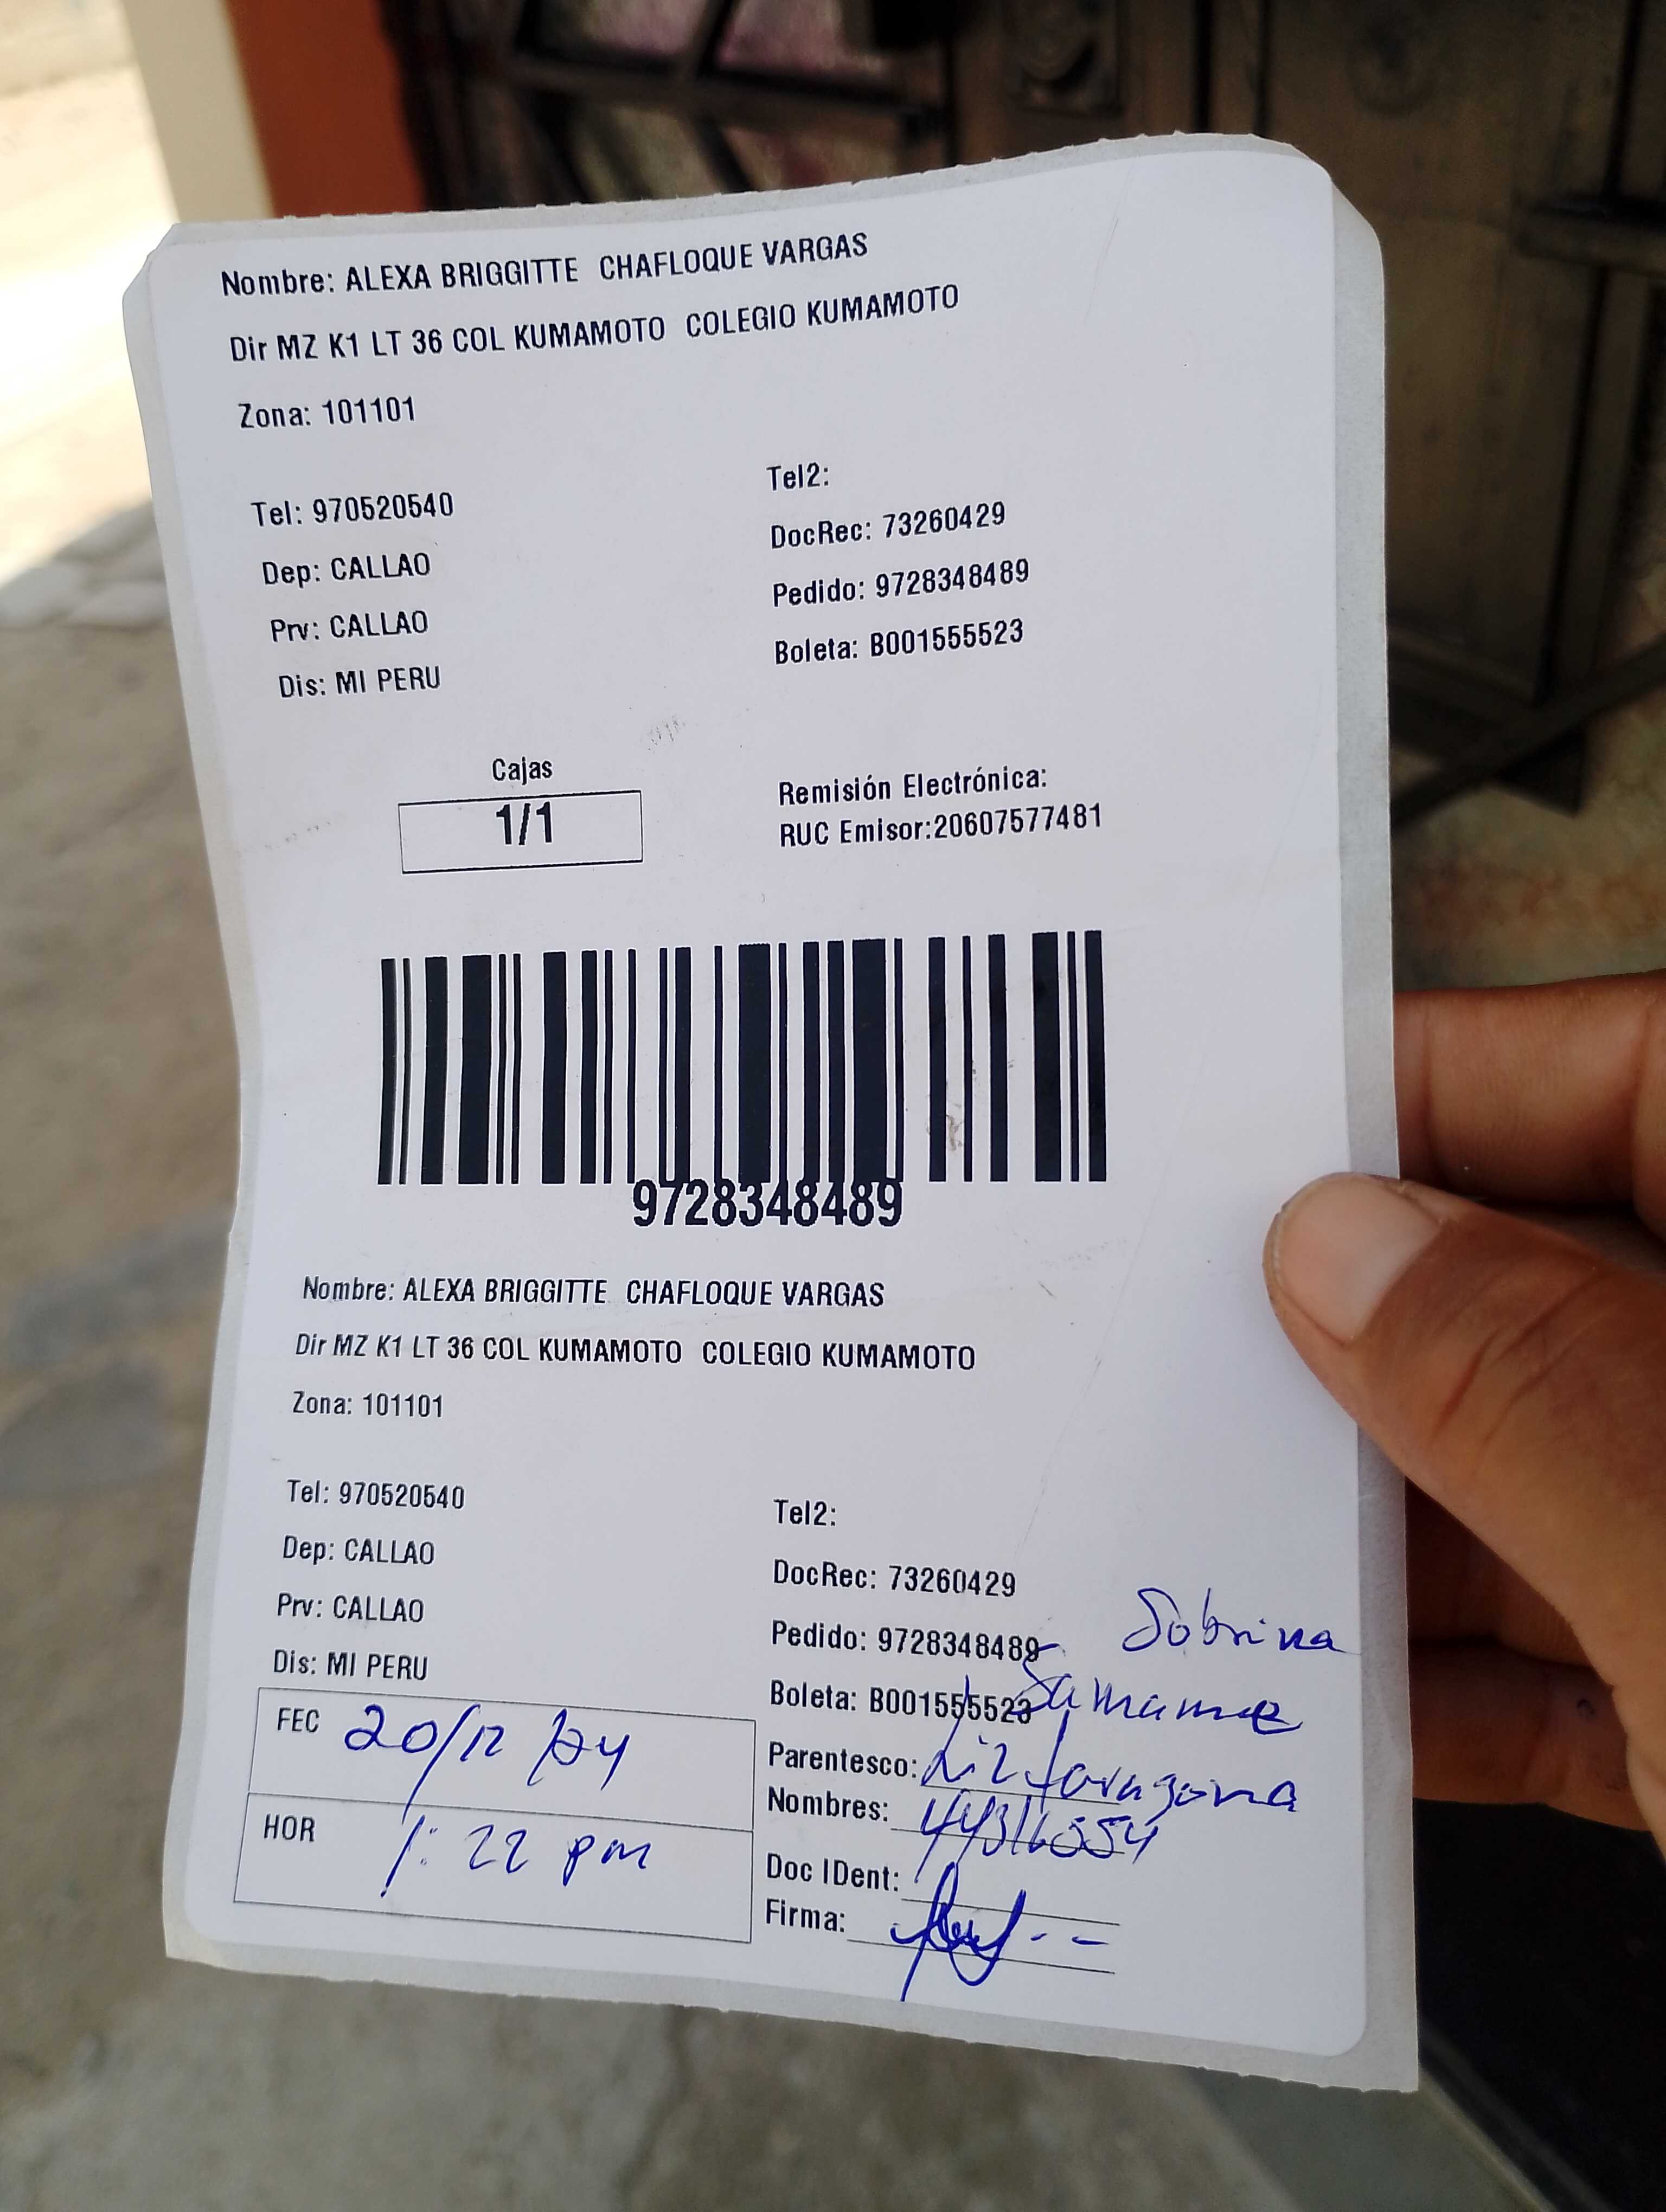 Nombre: ALEXA BRIGGITTE CHAFLOQUE VARGAS
Dir MZ K1 LT 36 COL KUMAMOTO COLEGIO KUMAMOTO
Zona: 101101
Tel: 970520540
Dep: CALLAO
Prv: CALLAO
Dis: MI PERU
Tel2:
DocRec: 73260429
Pedido: 9728348489
Boleta: B001555523
Cajas
1/1
Remisión Electrónica:
RUC Emisor:20607577481
9728348489
Nombre: ALEXA BRIGGITTE CHAFLOQUE VARGAS
Dir MZ K1 LT 36 COL KUMAMOTO COLEGIO KUMAMOTO
Zona: 101101
Tel: 970520540
Dep: CALLAO
Prv: CALLAO
Dis: MI PERU
FEC 20/12/24
HOR 1:22 pm
Tel2:
DocRec: 73260429
Pedido: 9728348489
Sobrina
Boleta: B001555523
Parentesco:
Nombres:
Doc IDent:
Firma: